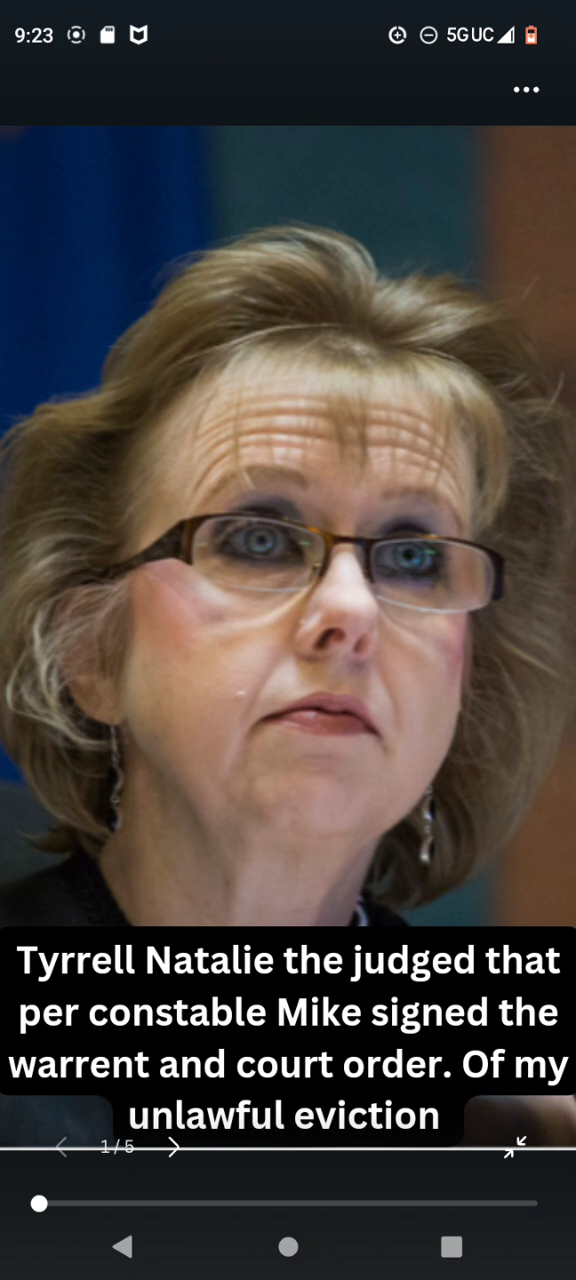 9:23 5GUC
Tyrrell Natalie the judged that
per constable Mike signed the
warrent and court order. Of my
unlawful eviction
1/5